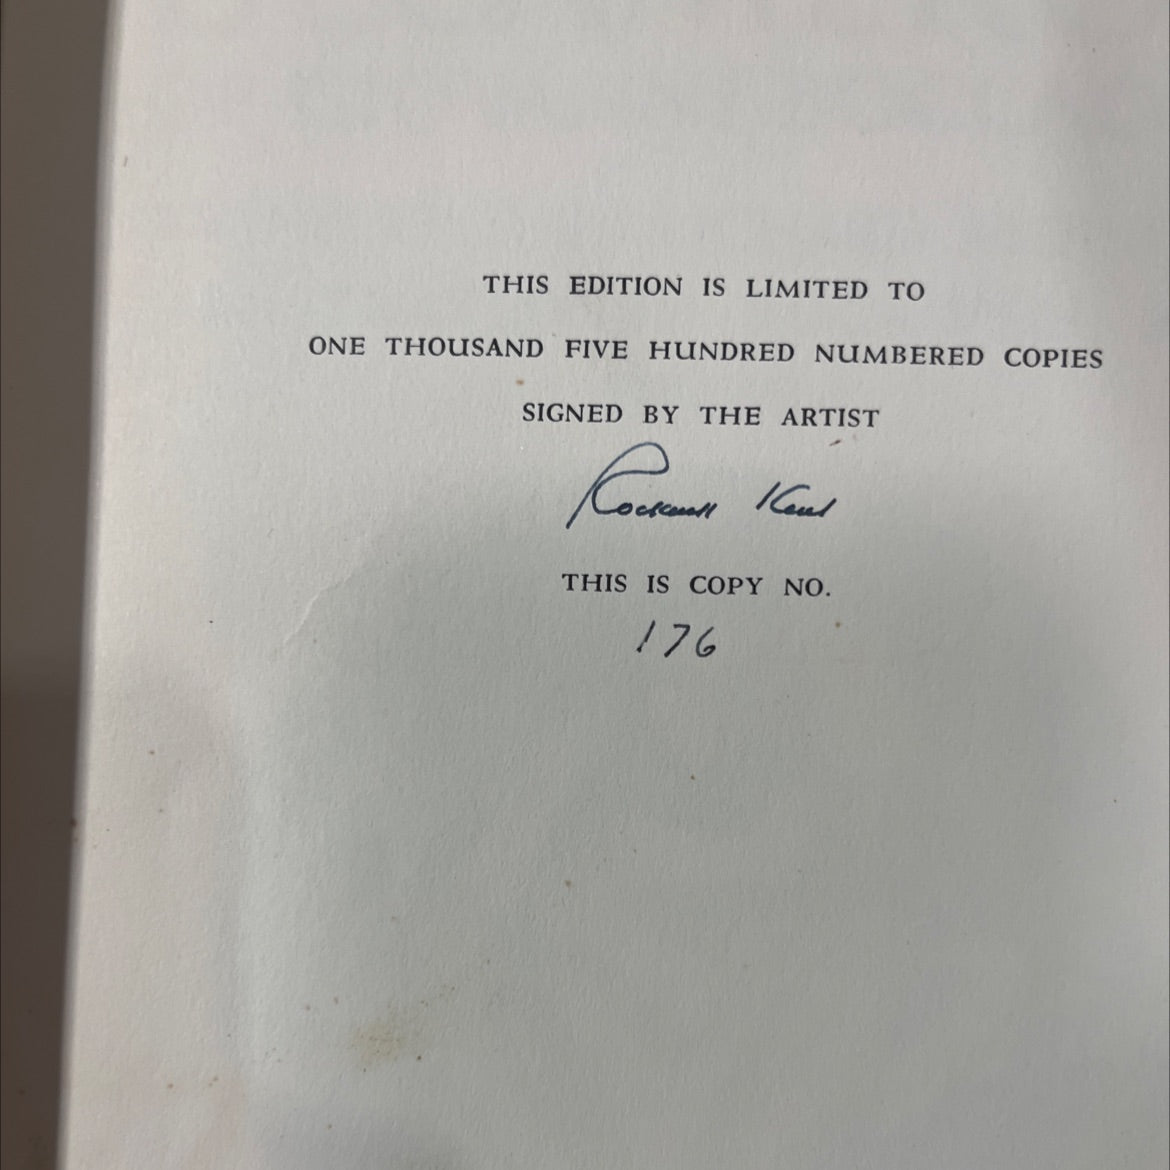 THIS EDITION IS LIMITED TO
ONE THOUSAND FIVE HUNDRED NUMBERED COPIES
SIGNED BY THE ARTIST
Rockwell Kent
THIS IS COPY NO.
176